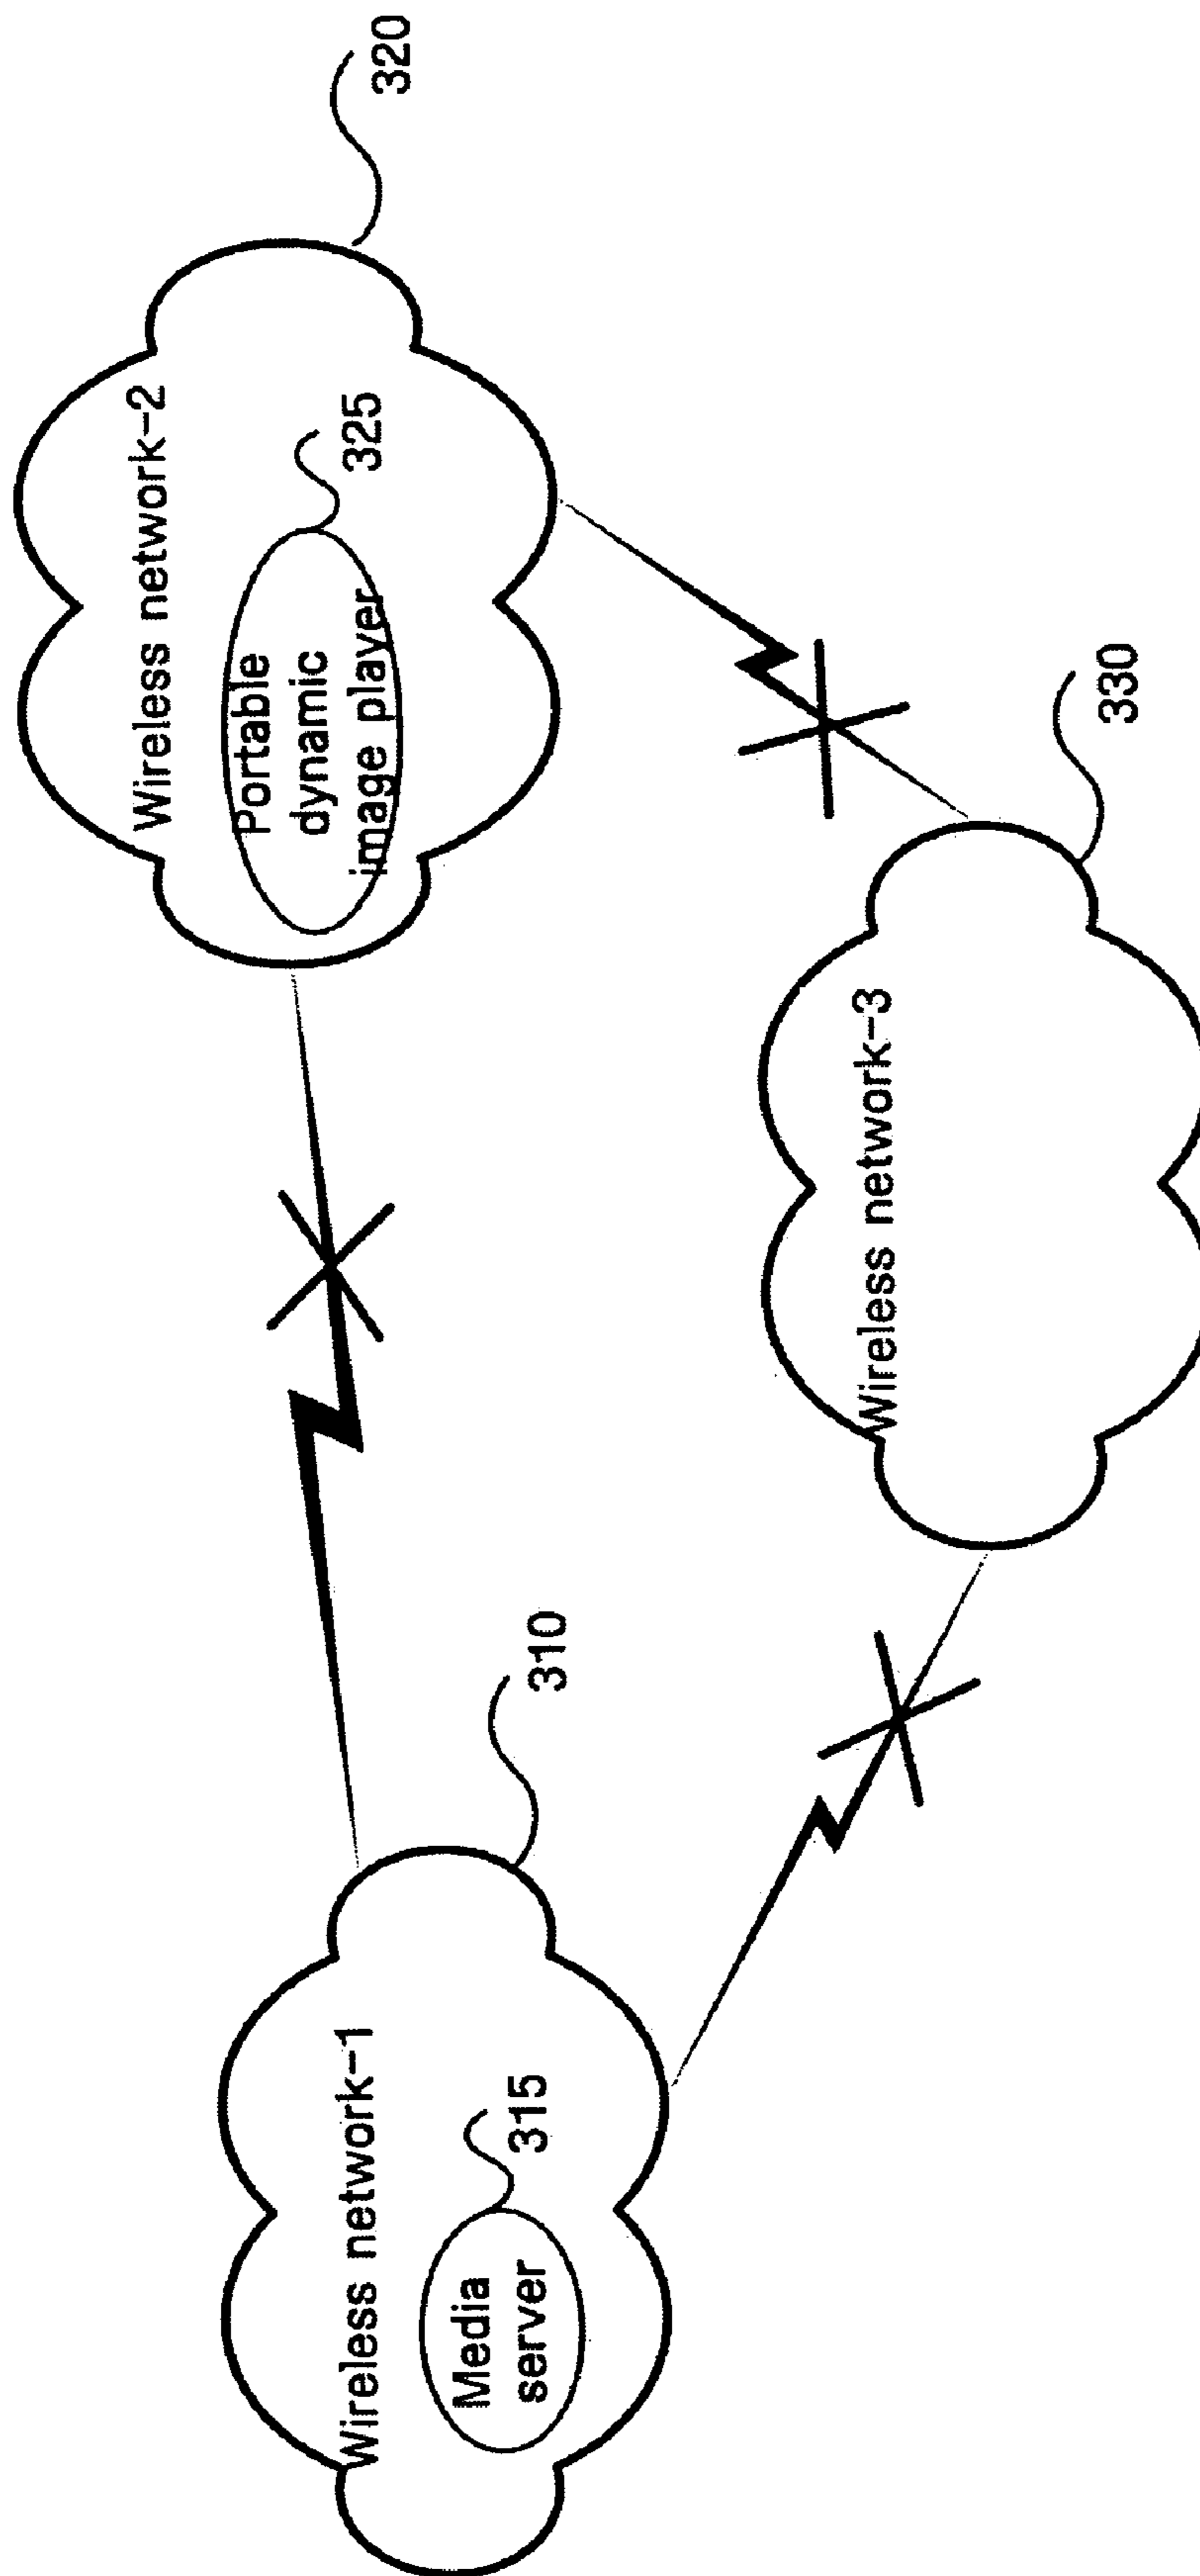 Wireless network-1
Media
server
315
310
Wireless network-2
Portable
dynamic
image player
325
320
Wireless network-3
330